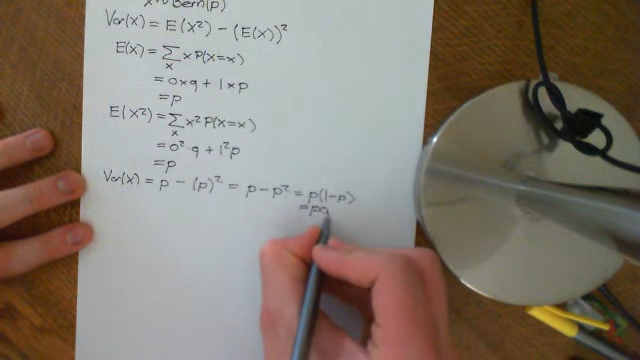 X~Bern(p)
Var(X) = E(X²) - (E(X))²
E(X) = ∑ₓ x P(X=x)
= 0×q + 1×p
= p
E(X²) = ∑ₓ x² P(X=x)
= 0²·q + 1²p
= p
Var(X) = p - (p)² = p - p² = p(1-p)
= pq